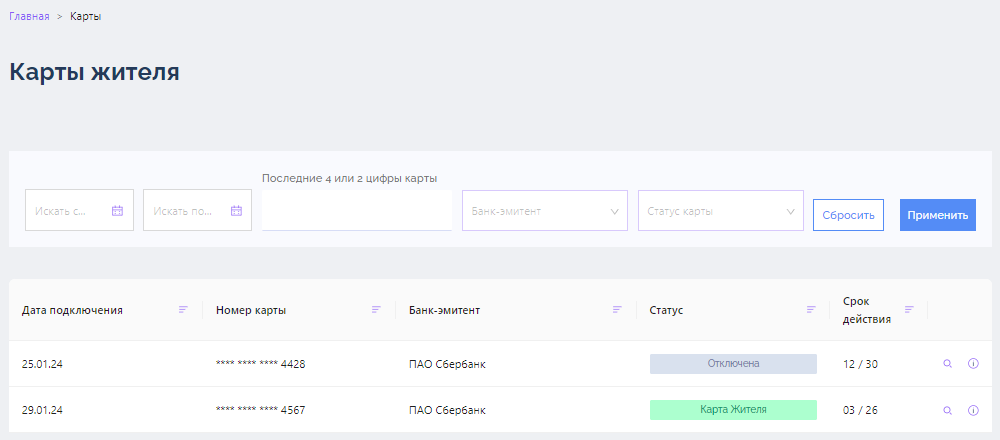 Главная > Карты
Карты жителя
Последние 4 или 2 цифры карты
Искать с...
Искать по...
Банк-эмитент
Статус карты
Сбросить
Применить
Дата подключения
Номер карты
Банк-эмитент
Статус
Срок
действия
25.01.24
**** **** **** 4428
ПАО Сбербанк
Отключена
12 / 30
29.01.24
**** **** **** 4567
ПАО Сбербанк
Карта Жителя
03 / 26